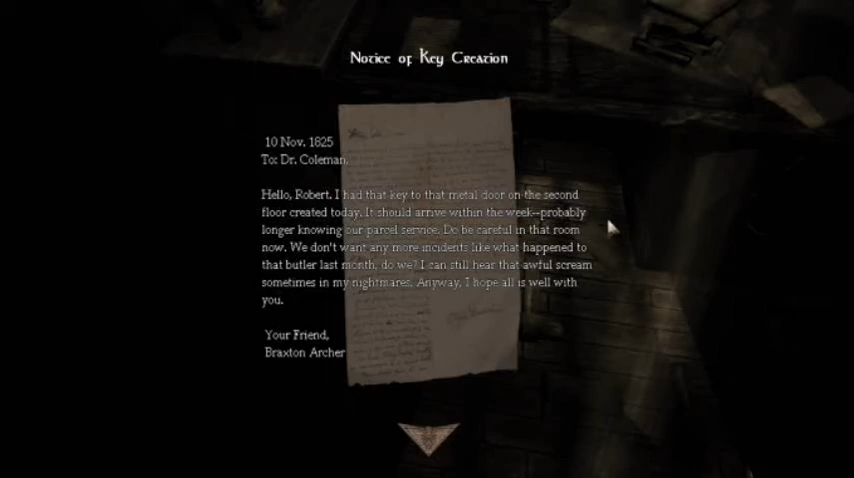 Notice of Key Creation
10 Nov. 1825
To: Dr. Coleman,
Hello, Robert. I had that key to that metal door on the second
floor created today. It should arrive within the week--probably
longer knowing our parcel service. Do be careful in that room
now. We don't want any more incidents like what happened to
that butler last month, do we? I can still hear that awful scream
sometimes in my nightmares. Anyway, I hope all is well with
you.
Your Friend,
Braxton Archer